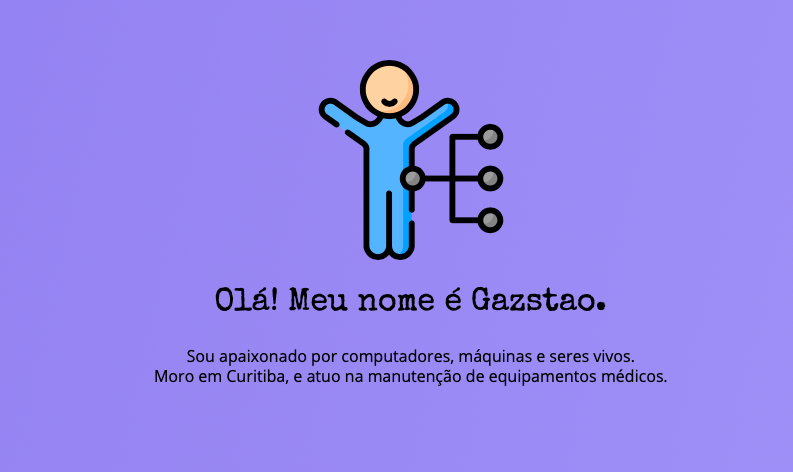 Olá! Meu nome é Gazstao.
Sou apaixonado por computadores, máquinas e seres vivos.
Moro em Curitiba, e atuo na manutenção de equipamentos médicos.